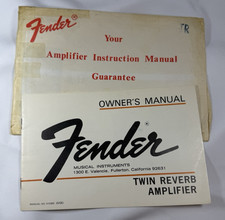 Fender
Your
Amplifier Instruction Manual
Guarantee
OWNER'S MANUAL
Fender
MUSICAL INSTRUMENTS
1300 E. Valencia, Fullerton, California 92631
TWIN REVERB
AMPLIFIER